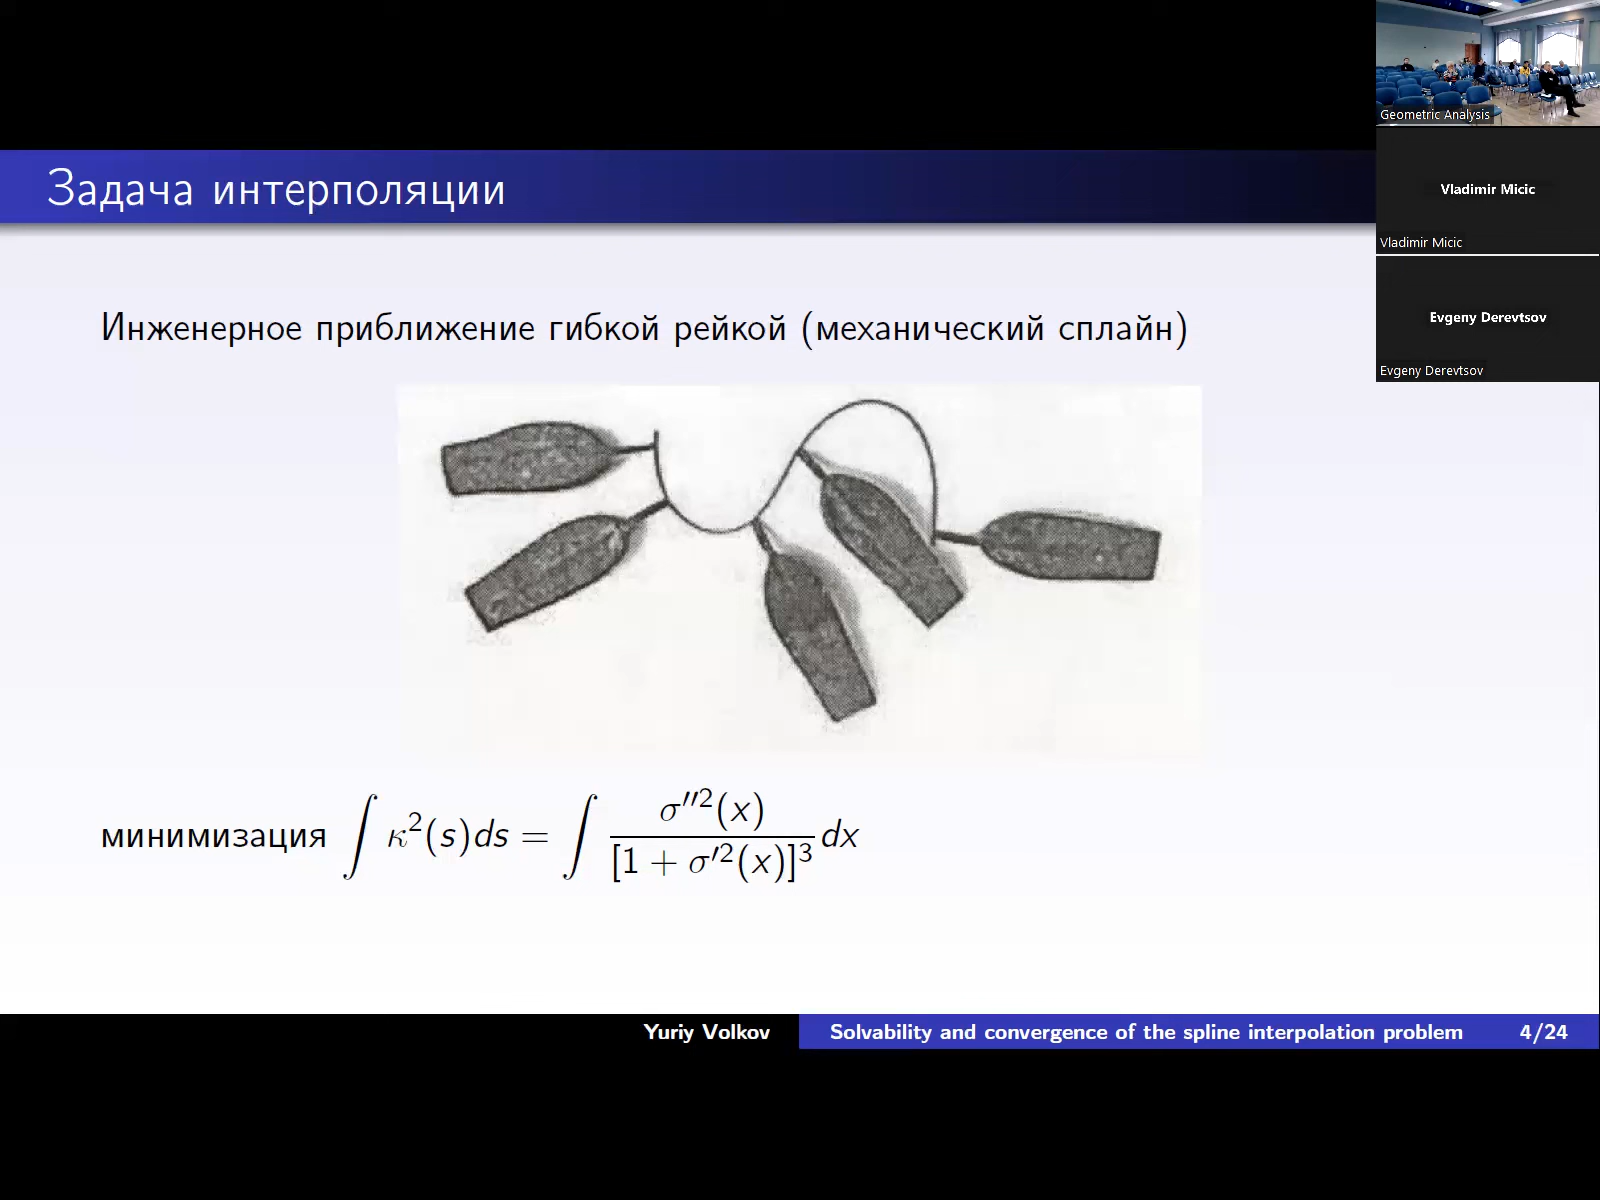 Geometric Analysis
Vladimir Micic
Vladimir Micic
Evgeny Derevtsov
Evgeny Derevtsov
Задача интерполяции
Инженерное приближение гибкой рейкой (механический сплайн)
минимизация ∫ κ²(s)ds = ∫ σ′′²(x) / [1 + σ′²(x)]³ dx
Yuriy Volkov Solvability and convergence of the spline interpolation problem 4/24